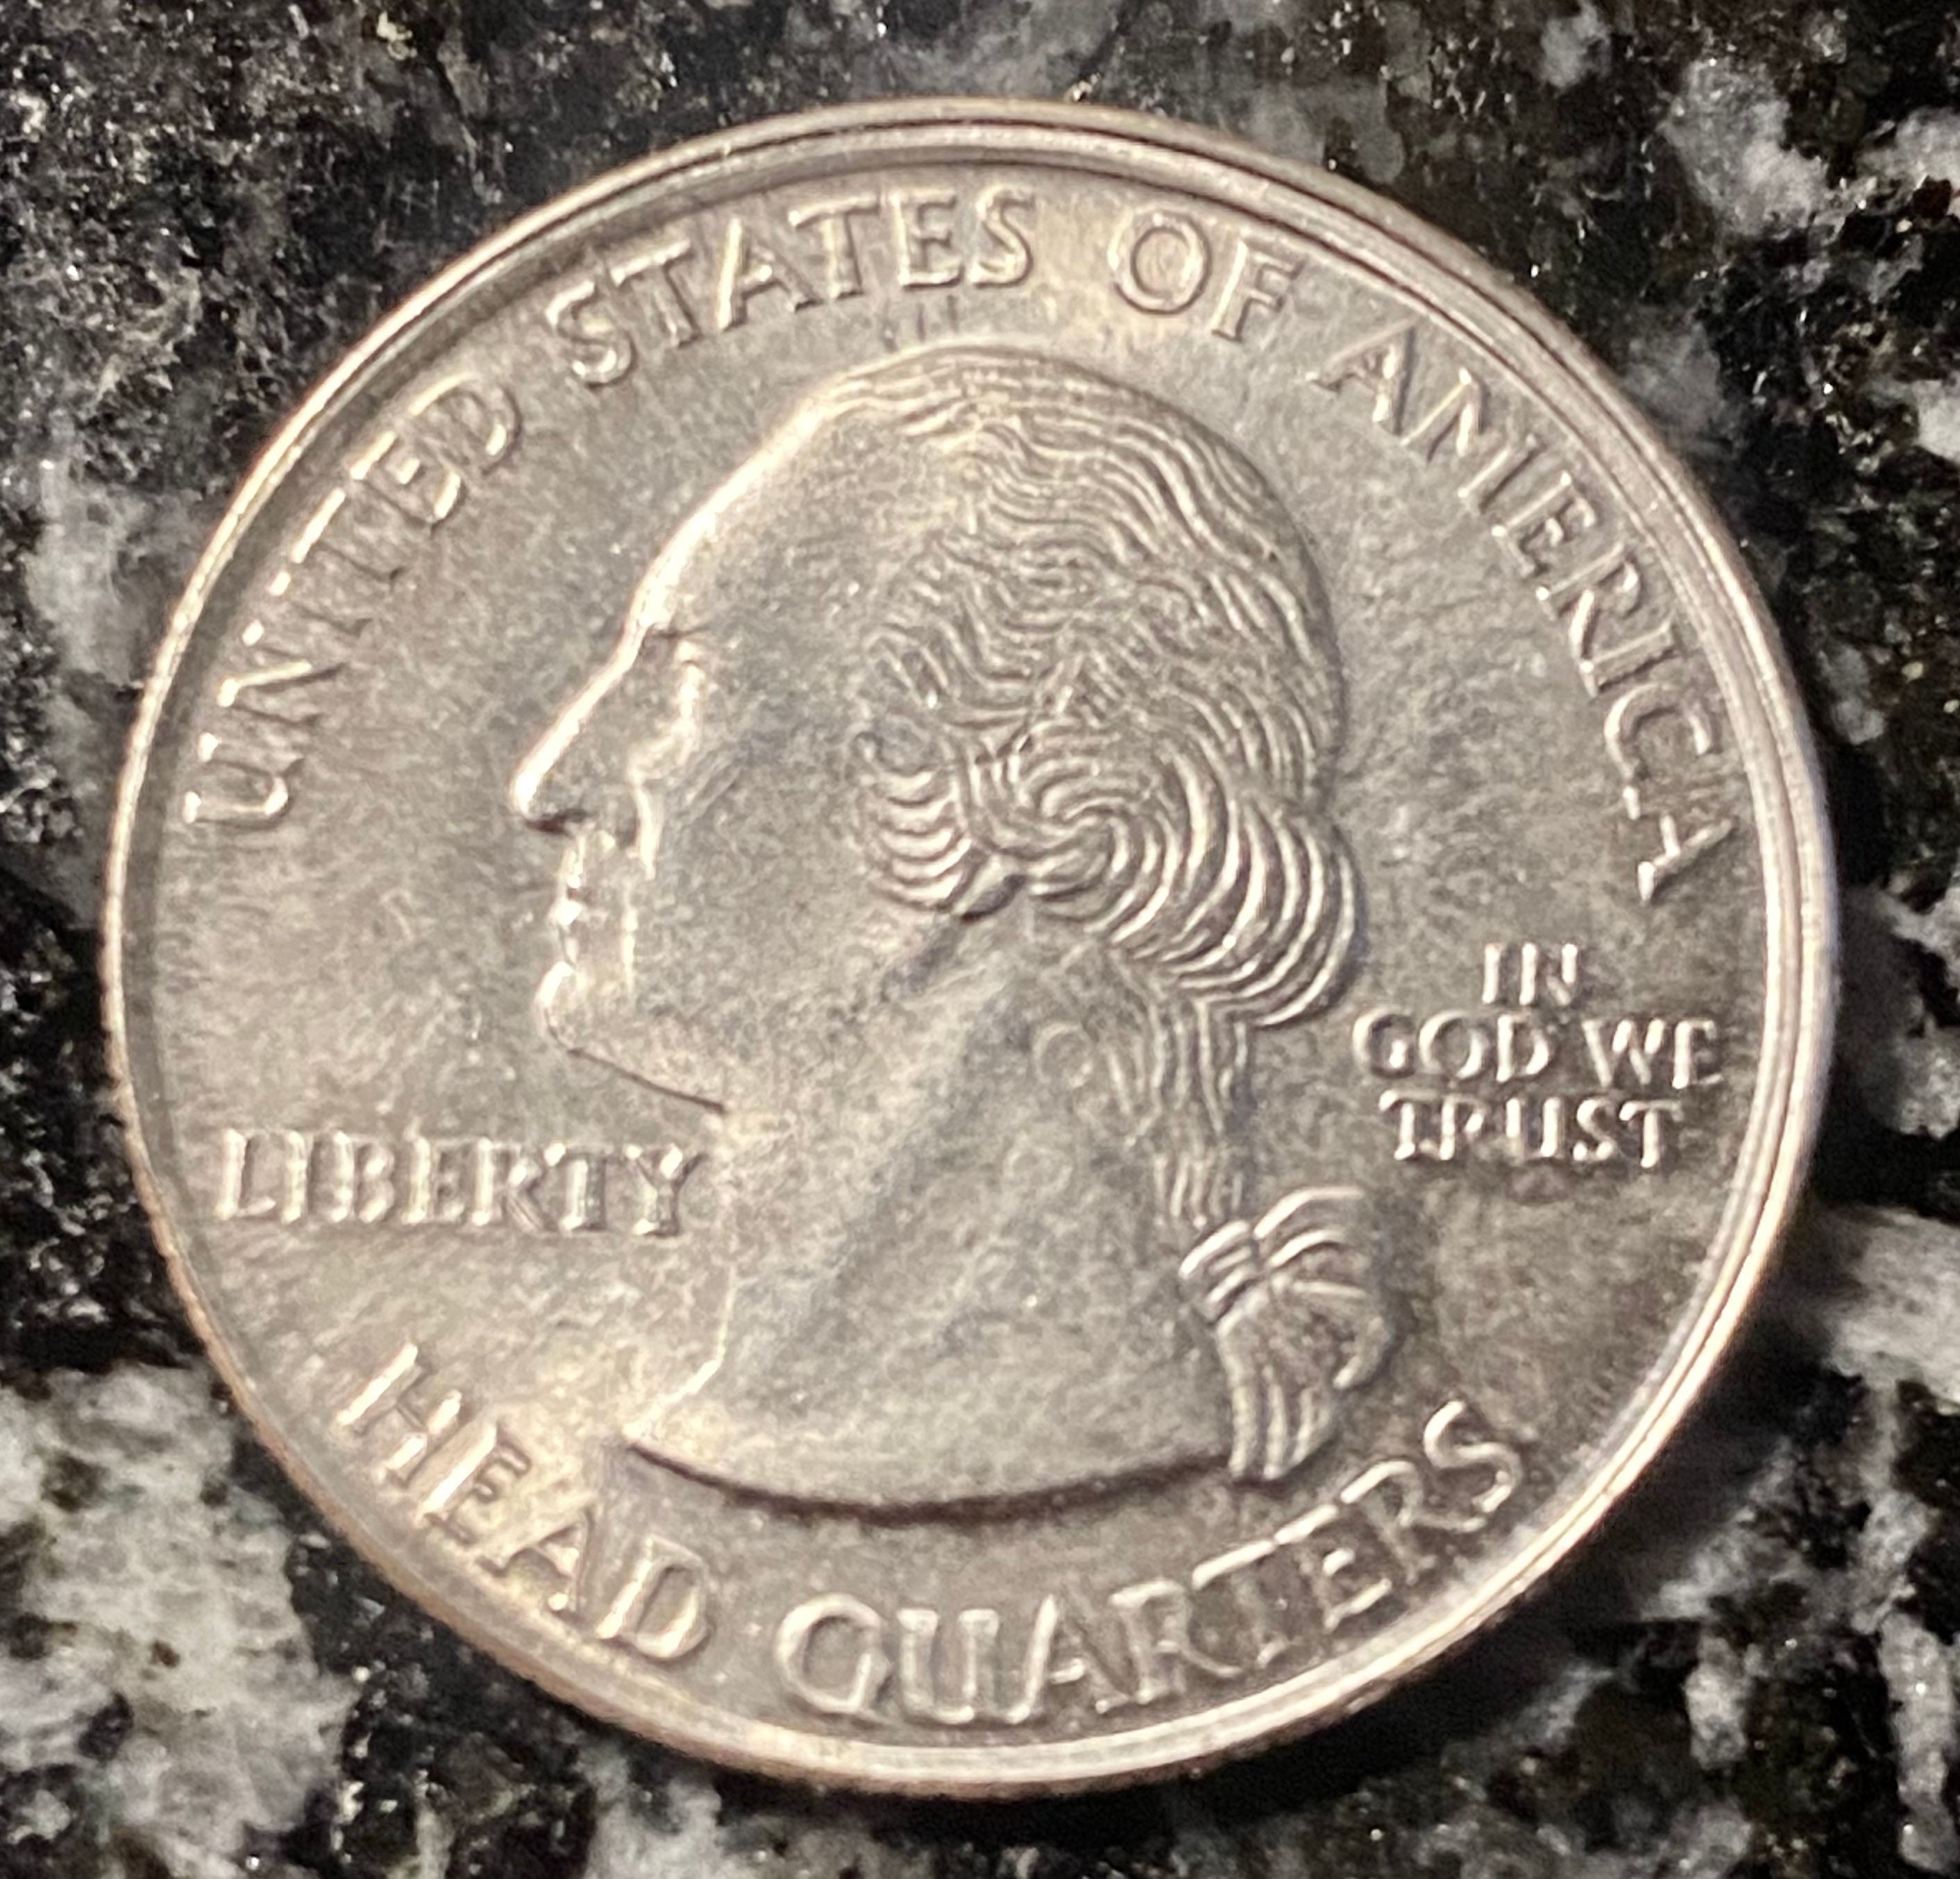 UNITED STATES OF AMERICA
LIBERTY
IN
GOD WE
TRUST
HEAD QUARTERS